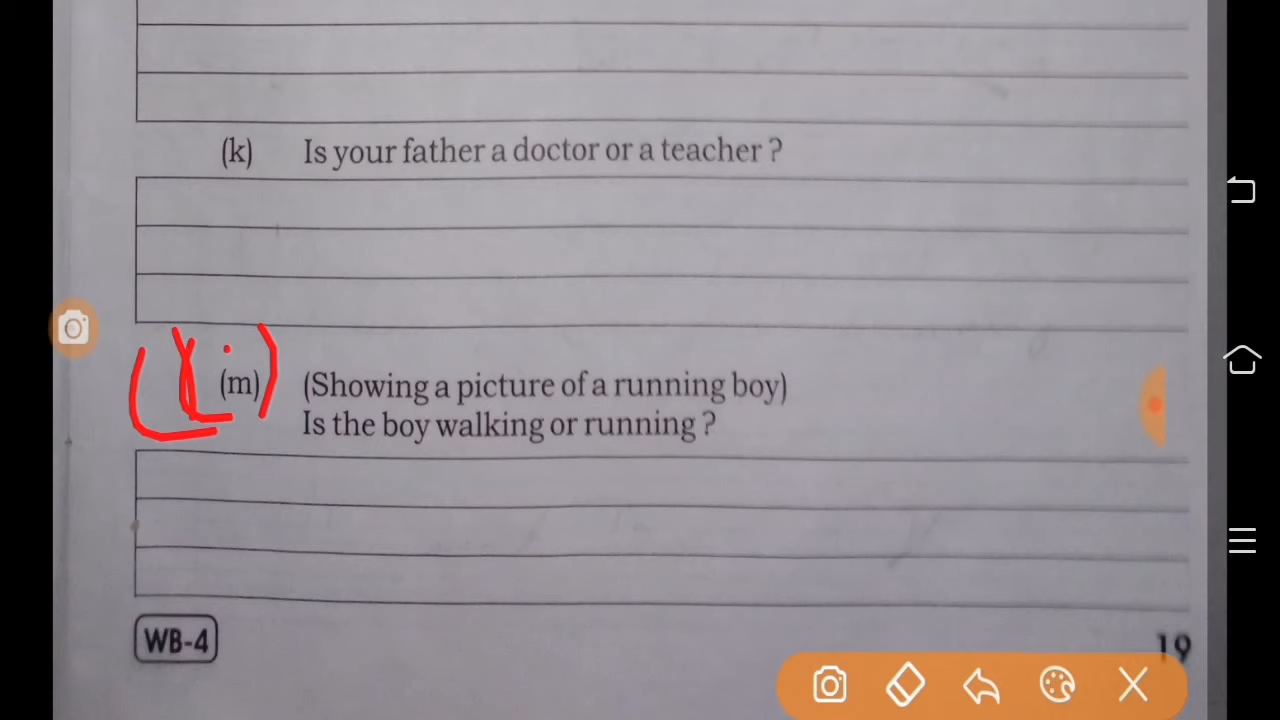 (k) Is your father a doctor or a teacher ?
(m) (Showing a picture of a running boy)
Is the boy walking or running ?
WB-4
19